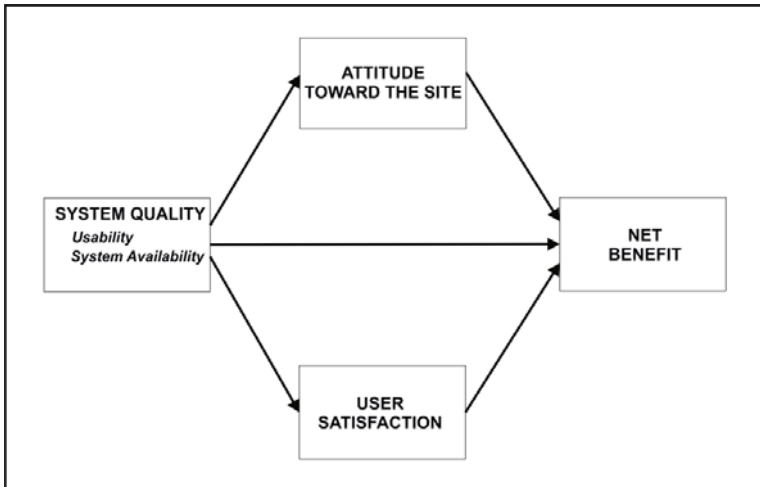 ATTITUDE
TOWARD THE SITE
SYSTEM QUALITY
Usability
System Availability
NET
BENEFIT
USER
SATISFACTION